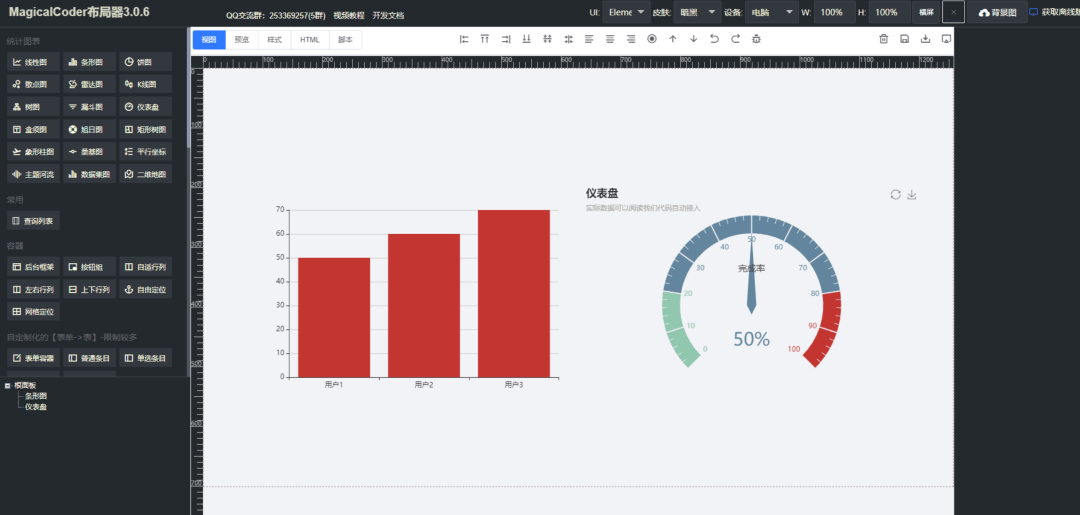 MagicalCoder布局器3.0.6
QQ交流群：253369257(5群) 视频教程 开发文档
UI: Eleme 皮肤: 暗黑 设备: 电脑 W: 100% H: 100% 横屏 × 背景图 获取离线版
视图 预览 样式 HTML 脚本
0 100 200 300 400 500 600 700 800 900 1000 1100 1200
0
100
200
300
400
500
600
700
统计图表
线性图 条形图 饼图
散点图 雷达图 K线图
树图 漏斗图 仪表盘
盒须图 旭日图 矩形树图
象形柱图 桑基图 平行坐标
主题河流 数据集图 二维地图
常用
查询列表
容器
后台框架 按钮组 自适行列
左右行列 上下行列 自由定位
网格定位
自定制化的【表单->表】-限制较多
表单容器 普通条目 单选条目
模面板
条形图
仪表盘
70
60
50
40
30
20
10
0
用户1 用户2 用户3
仪表盘
实际数据可以阅读我们代码自动接入
0
10
20
30
40
50
60
70
80
90
100
完成率
50%